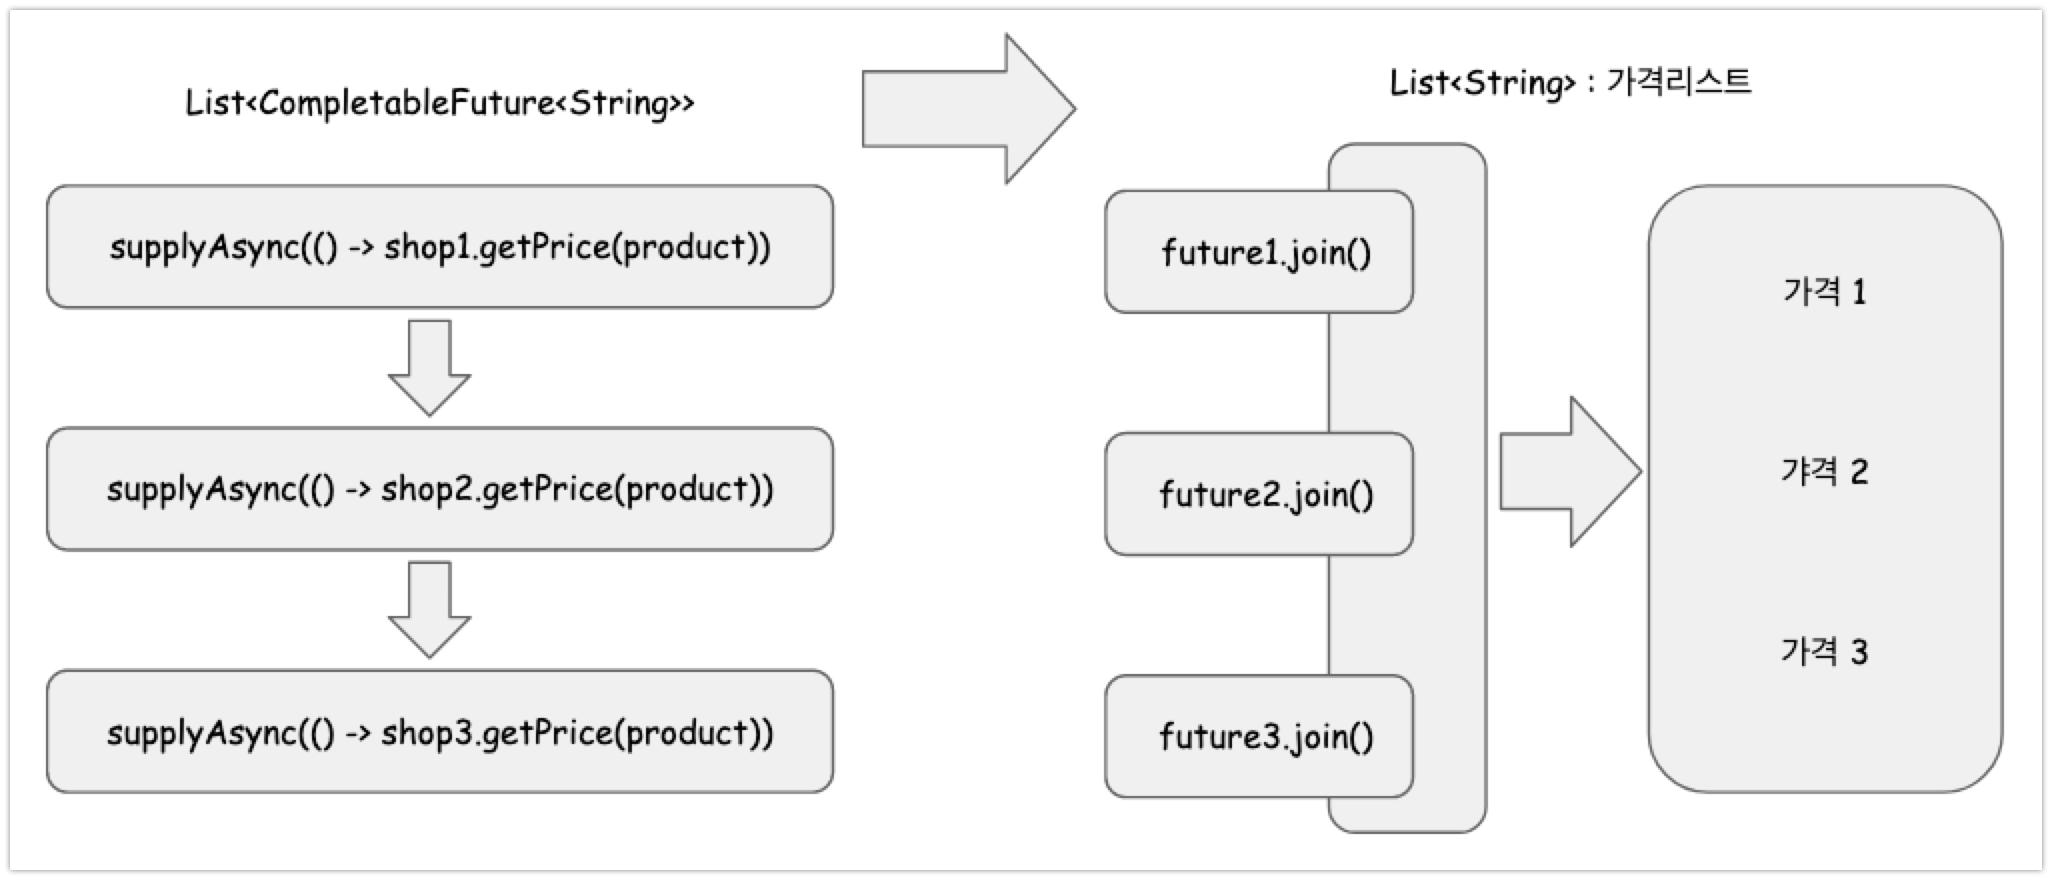 List<CompletableFuture<String>>
supplyAsync(() -> shop1.getPrice(product))
supplyAsync(() -> shop2.getPrice(product))
supplyAsync(() -> shop3.getPrice(product))
List<String> : 가격리스트
future1.join()
future2.join()
future3.join()
가격 1
갸격 2
가격 3